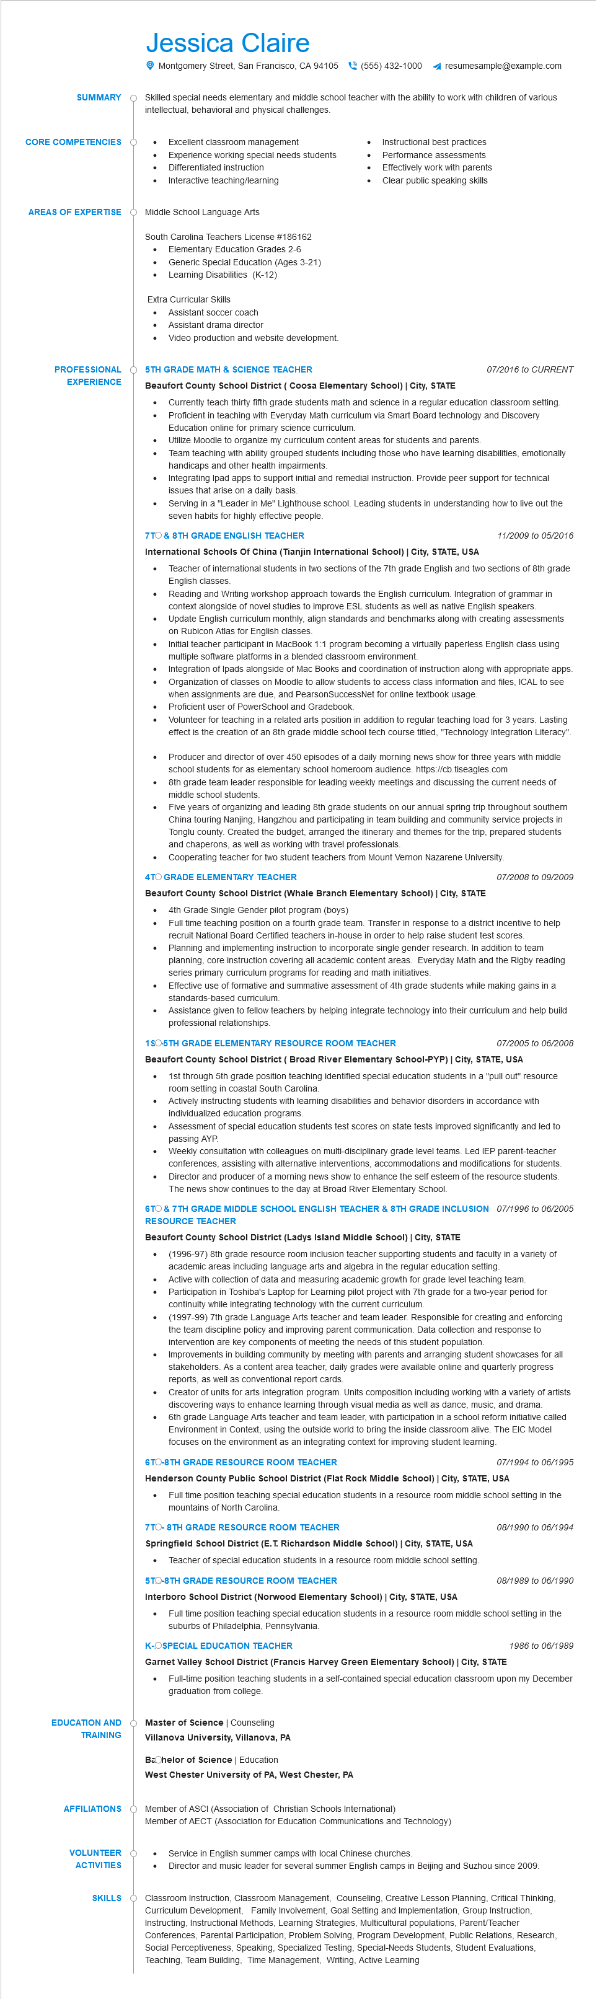 Jessica Claire
Montgomery Street, San Francisco, CA 94105 (555) 432-1000 resumesample@example.com
SUMMARY
Skilled special needs elementary and middle school teacher with the ability to work with children of various
intellectual, behavioral and physical challenges.
CORE COMPETENCIES
• Excellent classroom management
• Experience working special needs students
• Differentiated instruction
• Interactive teaching/learning
• Instructional best practices
• Performance assessments
• Effectively work with parents
• Clear public speaking skills
AREAS OF EXPERTISE
Middle School Language Arts
South Carolina Teachers License #186162
• Elementary Education Grades 2-6
• Generic Special Education (Ages 3-21)
• Learning Disabilities (K-12)
Extra Curricular Skills
• Assistant soccer coach
• Assistant drama director
• Video production and website development.
PROFESSIONAL
EXPERIENCE
5TH GRADE MATH & SCIENCE TEACHER 07/2016 to CURRENT
Beaufort County School District ( Coosa Elementary School) | City, STATE
• Currently teach thirty fifth grade students math and science in a regular education classroom setting.
• Proficient in teaching with Everyday Math curriculum via Smart Board technology and Discovery
Education online for primary science curriculum.
• Utilize Moodle to organize my curriculum content areas for students and parents.
• Team teaching with ability grouped students including those who have learning disabilities, emotionally
handicaps and other health impairments.
• Integrating Ipad apps to support initial and remedial instruction. Provide peer support for technical
issues that arise on a daily basis.
• Serving in a "Leader in Me" Lighthouse school. Leading students in understanding how to live out the
seven habits for highly effective people.
7T & 8TH GRADE ENGLISH TEACHER 11/2009 to 05/2016
International Schools Of China (Tianjin International School) | City, STATE, USA
• Teacher of international students in two sections of the 7th grade English and two sections of 8th grade
English classes.
• Reading and Writing workshop approach towards the English curriculum. Integration of grammar in
context alongside of novel studies to improve ESL students as well as native English speakers.
• Update English curriculum monthly, align standards and benchmarks along with creating assessments
on Rubicon Atlas for English classes.
• Initial teacher participant in MacBook 1:1 program becoming a virtually paperless English class using
multiple software platforms in a blended classroom environment.
• Integration of Ipads alongside of Mac Books and coordination of instruction along with appropriate apps.
• Organization of classes on Moodle to allow students to access class information and files, ICAL to see
when assignments are due, and PearsonSuccessNet for online textbook usage.
• Proficient user of PowerSchool and Gradebook.
• Volunteer for teaching in a related arts position in addition to regular teaching load for 3 years. Lasting
effect is the creation of an 8th grade middle school tech course titled, "Technology Integration Literacy".
• Producer and director of over 450 episodes of a daily morning news show for three years with middle
school students for as elementary school homeroom audience. https://cb.tiseagles.com
• 8th grade team leader responsible for leading weekly meetings and discussing the current needs of
middle school students.
• Five years of organizing and leading 8th grade students on our annual spring trip throughout southern
China touring Nanjing, Hangzhou and participating in team building and community service projects in
Tonglu county. Created the budget, arranged the itinerary and themes for the trip, prepared students
and chaperons, as well as working with travel professionals.
• Cooperating teacher for two student teachers from Mount Vernon Nazarene University.
4T GRADE ELEMENTARY TEACHER 07/2008 to 09/2009
Beaufort County School District (Whale Branch Elementary School) | City, STATE
• 4th Grade Single Gender pilot program (boys)
• Full time teaching position on a fourth grade team. Transfer in response to a district incentive to help
recruit National Board Certified teachers in-house in order to help raise student test scores.
• Planning and implementing instruction to incorporate single gender research. In addition to team
planning, core instruction covering all academic content areas. Everyday Math and the Rigby reading
series primary curriculum programs for reading and math initiatives.
• Effective use of formative and summative assessment of 4th grade students while making gains in a
standards-based curriculum.
• Assistance given to fellow teachers by helping integrate technology into their curriculum and help build
professional relationships.
1S-5TH GRADE ELEMENTARY RESOURCE ROOM TEACHER 07/2005 to 06/2008
Beaufort County School District ( Broad River Elementary School-PYP) | City, STATE, USA
• 1st through 5th grade position teaching identified special education students in a "pull out" resource
room setting in coastal South Carolina.
• Actively instructing students with learning disabilities and behavior disorders in accordance with
individualized education programs.
• Assessment of special education students test scores on state tests improved significantly and led to
passing AYP.
• Weekly consultation with colleagues on multi-disciplinary grade level teams. Led IEP parent-teacher
conferences, assisting with alternative interventions, accommodations and modifications for students.
• Director and producer of a morning news show to enhance the self esteem of the resource students.
The news show continues to the day at Broad River Elementary School.
6T & 7TH GRADE MIDDLE SCHOOL ENGLISH TEACHER & 8TH GRADE INCLUSION 07/1996 to 06/2005
RESOURCE TEACHER
Beaufort County School District (Ladys Island Middle School) | City, STATE
• (1996-97) 8th grade resource room inclusion teacher supporting students and faculty in a variety of
academic areas including language arts and algebra in the regular education setting.
• Active with collection of data and measuring academic growth for grade level teaching team.
• Participation in Toshiba's Laptop for Learning pilot project with 7th grade for a two-year period for
continuity while integrating technology with the current curriculum.
• (1997-99) 7th grade Language Arts teacher and team leader. Responsible for creating and enforcing
the team discipline policy and improving parent communication. Data collection and response to
intervention are key components of meeting the needs of this student population.
• Improvements in building community by meeting with parents and arranging student showcases for all
stakeholders. As a content area teacher, daily grades were available online and quarterly progress
reports, as well as conventional report cards.
• Creator of units for arts integration program. Units composition including working with a variety of artists
discovering ways to enhance learning through visual media as well as dance, music, and drama.
• 6th grade Language Arts teacher and team leader, with participation in a school reform initiative called
Environment in Context, using the outside world to bring the inside classroom alive. The EIC Model
focuses on the environment as an integrating context for improving student learning.
6T-8TH GRADE RESOURCE ROOM TEACHER 07/1994 to 06/1995
Henderson County Public School District (Flat Rock Middle School) | City, STATE, USA
• Full time position teaching special education students in a resource room middle school setting in the
mountains of North Carolina.
7T- 8TH GRADE RESOURCE ROOM TEACHER 08/1990 to 06/1994
Springfield School District (E.T. Richardson Middle School) | City, STATE, USA
• Teacher of special education students in a resource room middle school setting.
5T-8TH GRADE RESOURCE ROOM TEACHER 08/1989 to 06/1990
Interboro School District (Norwood Elementary School) | City, STATE, USA
• Full time position teaching special education students in a resource room middle school setting in the
suburbs of Philadelphia, Pennsylvania.
K- SPECIAL EDUCATION TEACHER 1986 to 06/1989
Garnet Valley School District (Francis Harvey Green Elementary School) | City, STATE
• Full-time position teaching students in a self-contained special education classroom upon my December
graduation from college.
EDUCATION AND
TRAINING
Master of Science | Counseling
Villanova University, Villanova, PA
Bachelor of Science | Education
West Chester University of PA, West Chester, PA
AFFILIATIONS
Member of ASCI (Association of Christian Schools International)
Member of AECT (Association for Education Communications and Technology)
VOLUNTEER
ACTIVITIES
• Service in English summer camps with local Chinese churches.
• Director and music leader for several summer English camps in Beijing and Suzhou since 2009.
SKILLS
Classroom Instruction, Classroom Management, Counseling, Creative Lesson Planning, Critical Thinking,
Curriculum Development, Family Involvement, Goal Setting and Implementation, Group Instruction,
Instructing, Instructional Methods, Learning Strategies, Multicultural populations, Parent/Teacher
Conferences, Parental Participation, Problem Solving, Program Development, Public Relations, Research,
Social Perceptiveness, Speaking, Specialized Testing, Special-Needs Students, Student Evaluations,
Teaching, Team Building, Time Management, Writing, Active Learning